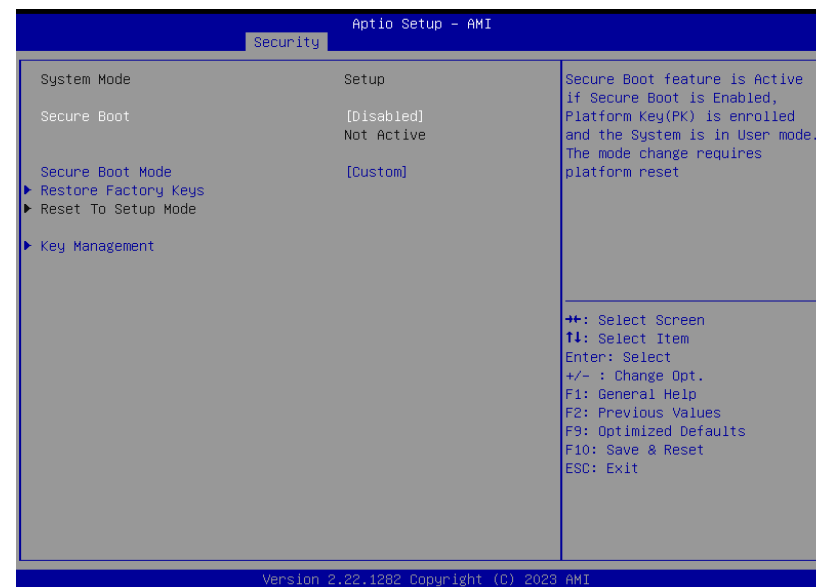 Aptio Setup – AMI
Security
System Mode Setup
Secure Boot [Disabled]
Not Active
Secure Boot Mode [Custom]
▶ Restore Factory Keys
▶ Reset To Setup Mode
▶ Key Management
Secure Boot feature is Active
if Secure Boot is Enabled,
Platform Key(PK) is enrolled
and the System is in User mode.
The mode change requires
platform reset
→←: Select Screen
↑↓: Select Item
Enter: Select
+/- : Change Opt.
F1: General Help
F2: Previous Values
F9: Optimized Defaults
F10: Save & Reset
ESC: Exit
Version 2.22.1282 Copyright (C) 2023 AMI